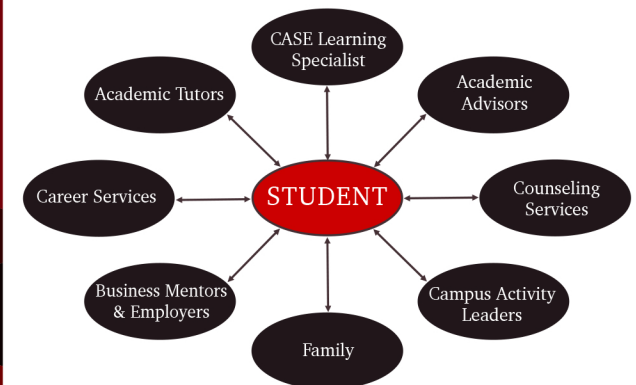 CASE Learning
Specialist
Academic Tutors
Academic
Advisors
Career Services
STUDENT
Counseling
Services
Business Mentors
& Employers
Campus Activity
Leaders
Family